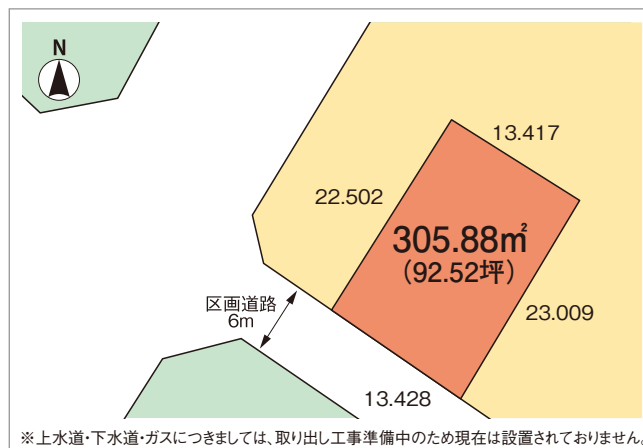 N
13.417
22.502
305.88㎡
(92.52坪)
区画道路
6m
23.009
13.428
※上水道・下水道・ガスにつきましては、取り出し工事準備中のため現在は設置されておりません。